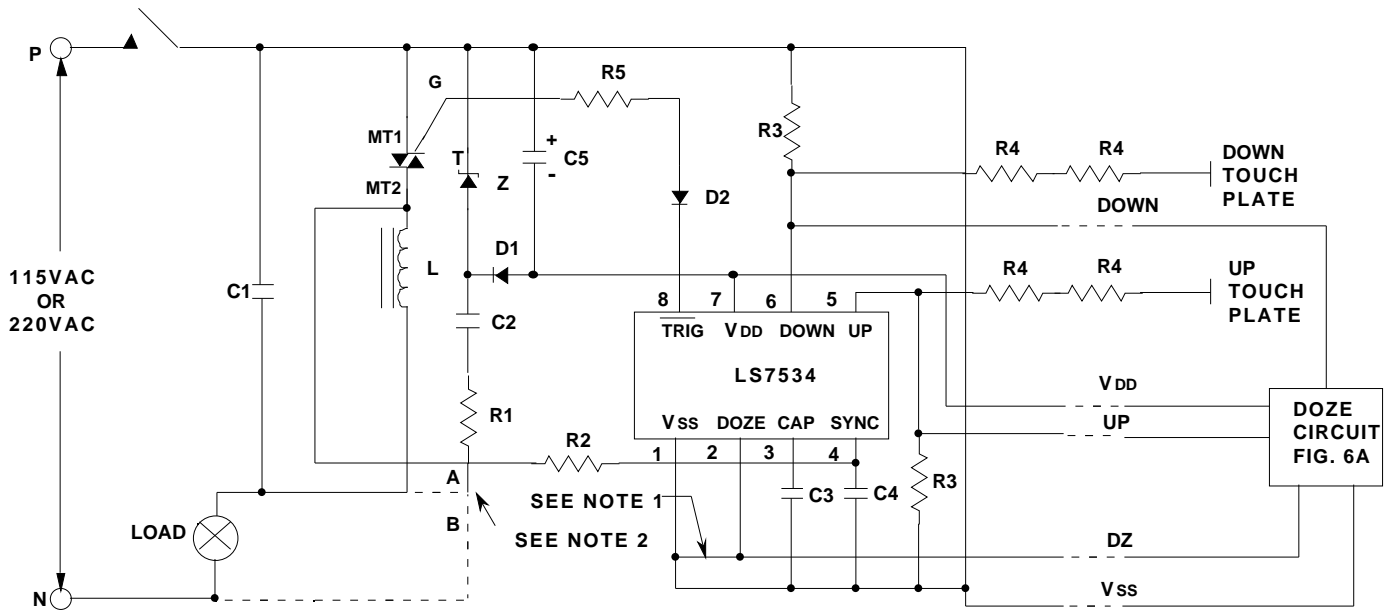 P
G
R5
MT1
MT2
T
Z
+
C5
-
R3
R4 R4
DOWN
TOUCH
PLATE
D2
DOWN
115VAC
OR
220VAC
C1
L
D1
C2
R4 R4
UP
TOUCH
PLATE
8 7 6 5
TRIG VDD DOWN UP
LS7534
VSS DOZE CAP SYNC
1 2 3 4
R1
R2
VDD
UP
DOZE
CIRCUIT
FIG. 6A
A
B
SEE NOTE 1
SEE NOTE 2
C3
C4
R3
LOAD
DZ
VSS
N